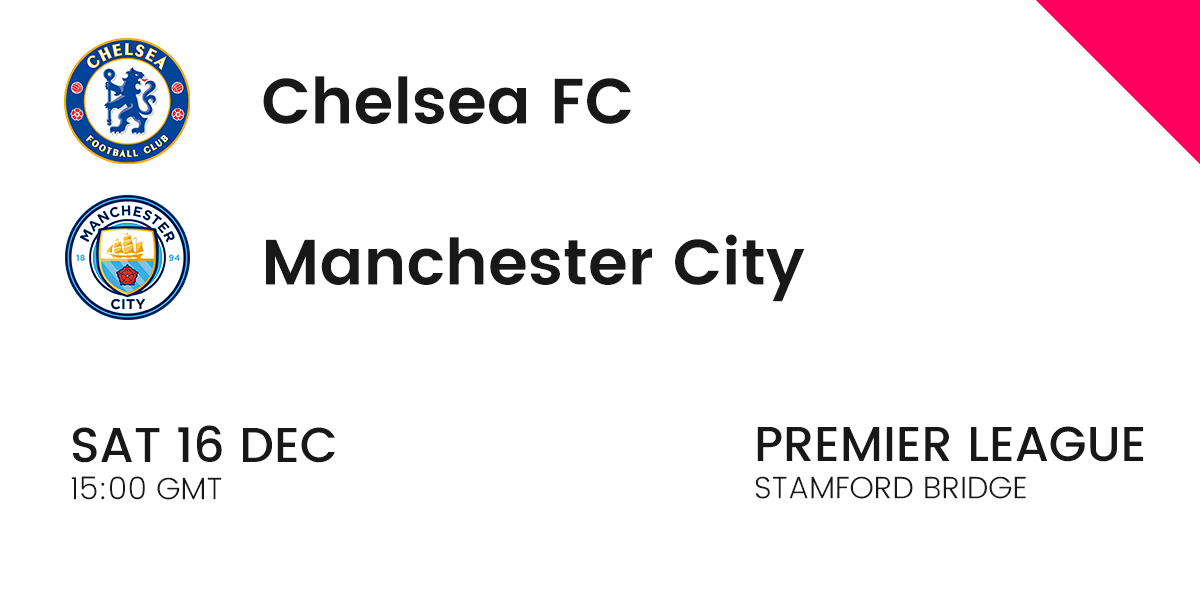 CHELSEA
FOOTBALL CLUB
Chelsea FC
MANCHESTER
18 94
CITY
Manchester City
SAT 16 DEC
15:00 GMT
PREMIER LEAGUE
STAMFORD BRIDGE